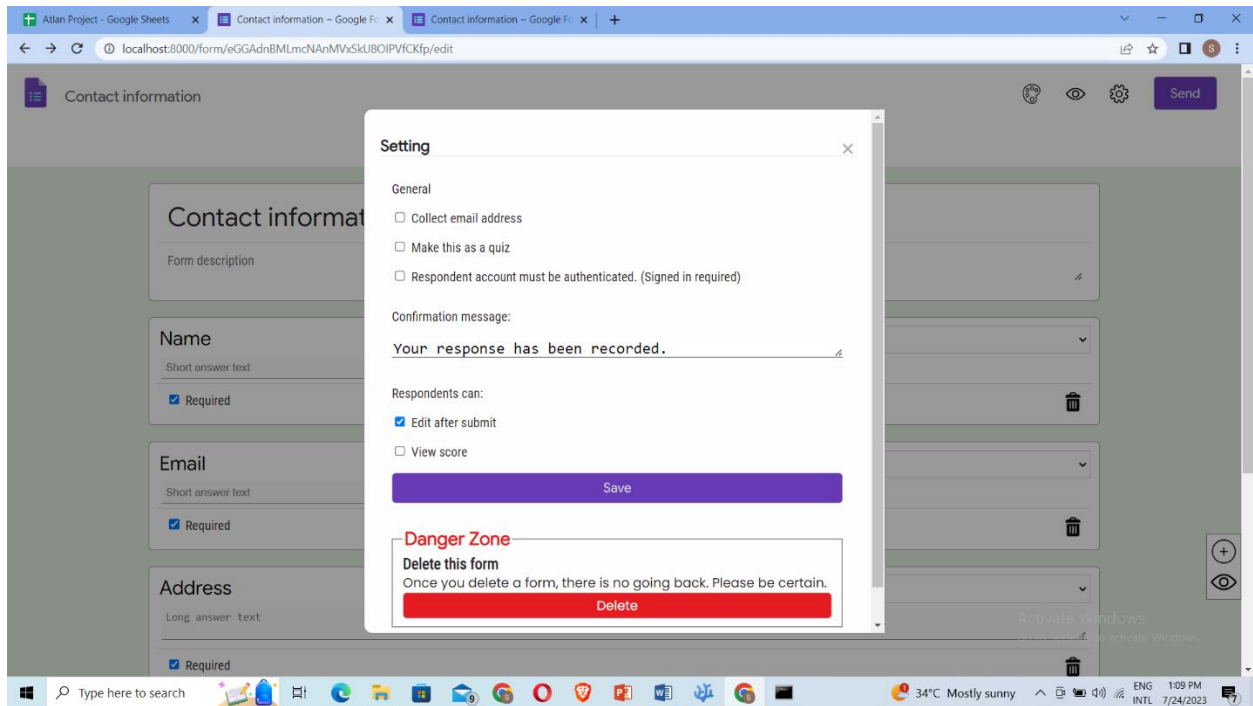 Atlan Project - Google Sheets
Contact information ~ Google Fo
Contact information ~ Google Fo
localhost:8000/form/eGGAdnBMLmcNAnMVxSkU8OIPVfCKfp/edit
S
Contact information
Send
Setting
General
Collect email address
Make this as a quiz
Respondent account must be authenticated. (Signed in required)
Confirmation message:
Your response has been recorded.
Respondents can:
Edit after submit
View score
Save
Danger Zone
Delete this form
Once you delete a form, there is no going back. Please be certain.
Delete
Contact informat
Form description
Name
Short answer text
Required
Email
Short answer text
Required
Address
Long answer text
Required
Activate Windows
to activate Windows.
Type here to search
9
34°C Mostly sunny
ENG
INTL
1:09 PM
7/24/2023
7